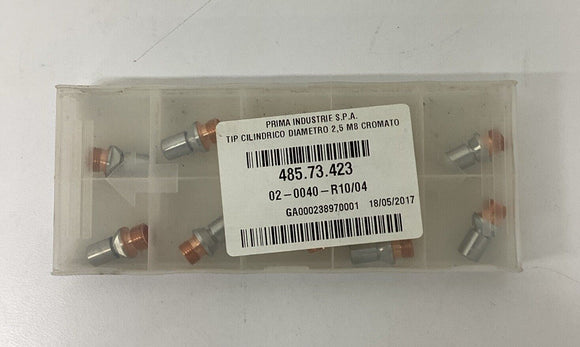 PRIMA INDUSTRIE S.P.A.
TIP CILINDRICO DIAMETRO 2,5 M8 CROMATO
485.73.423
02-0040-R10/04
GA000238970001 18/05/2017